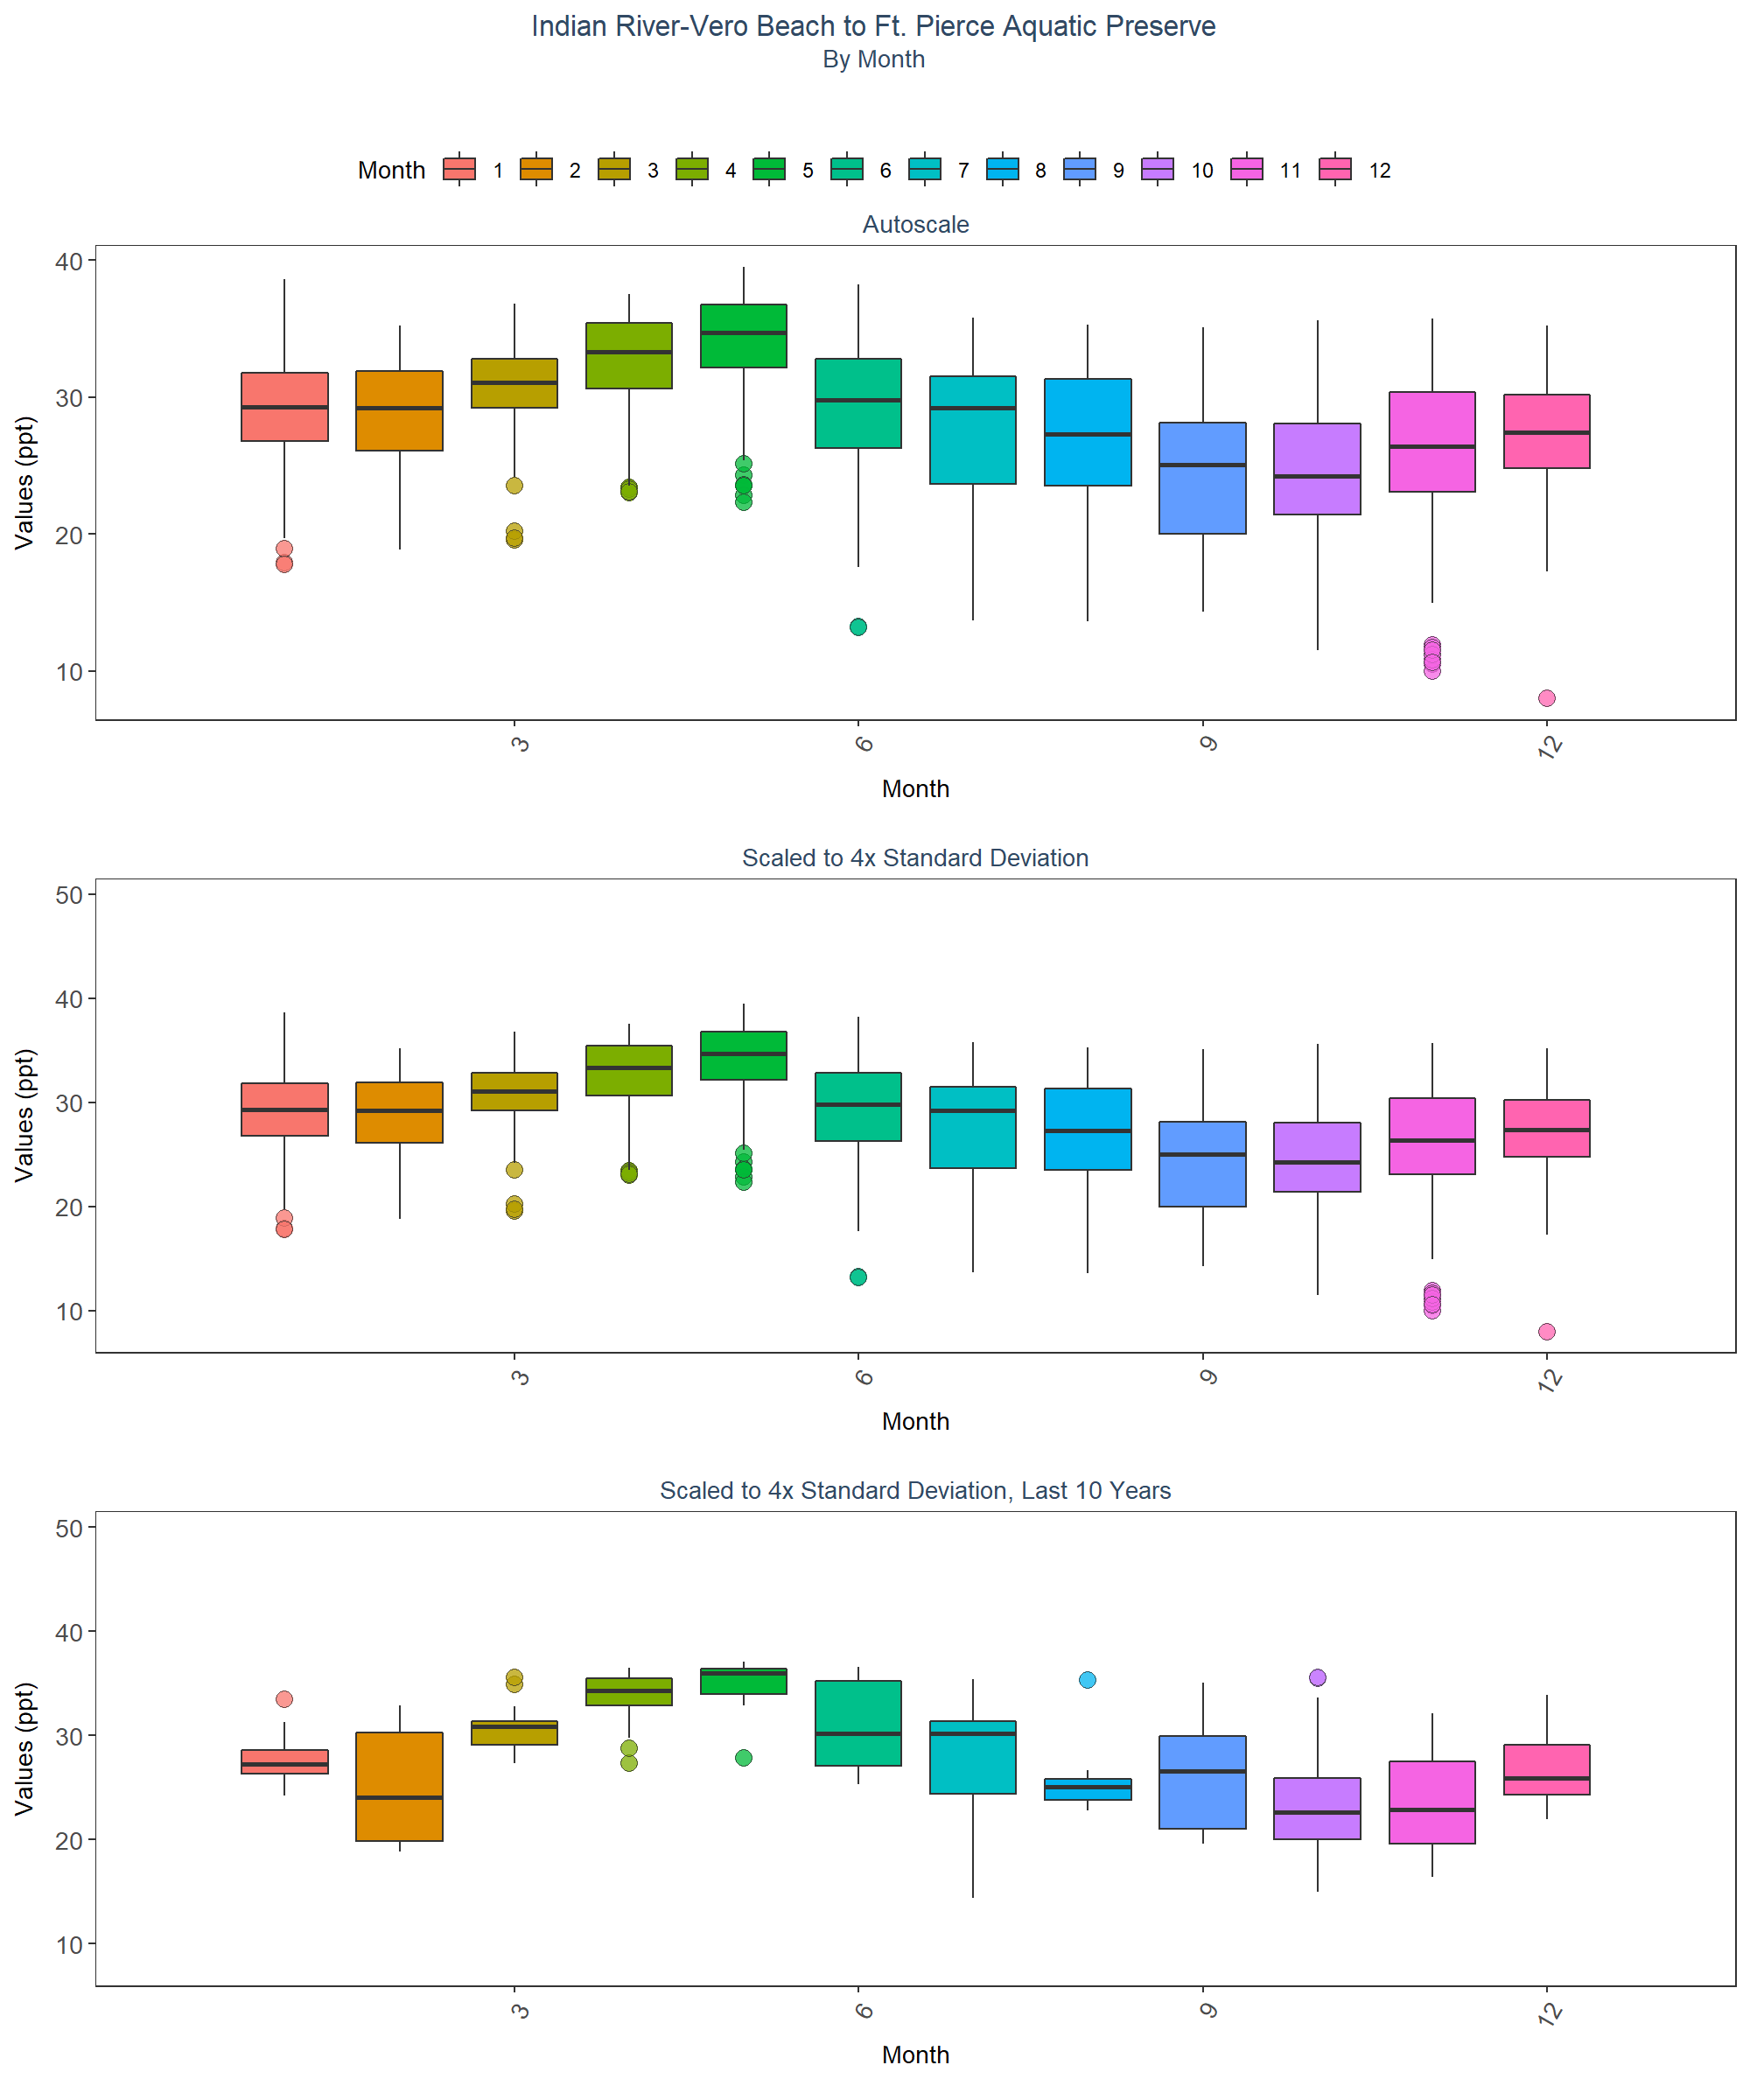 Indian River-Vero Beach to Ft. Pierce Aquatic Preserve
By Month
Month 1 2 3 4 5 6 7 8 9 10 11 12
Autoscale
Values (ppt)
40
30
20
10
3 6 9 12
Month
Scaled to 4x Standard Deviation
Values (ppt)
50
40
30
20
10
3 6 9 12
Month
Scaled to 4x Standard Deviation, Last 10 Years
Values (ppt)
50
40
30
20
10
3 6 9 12
Month